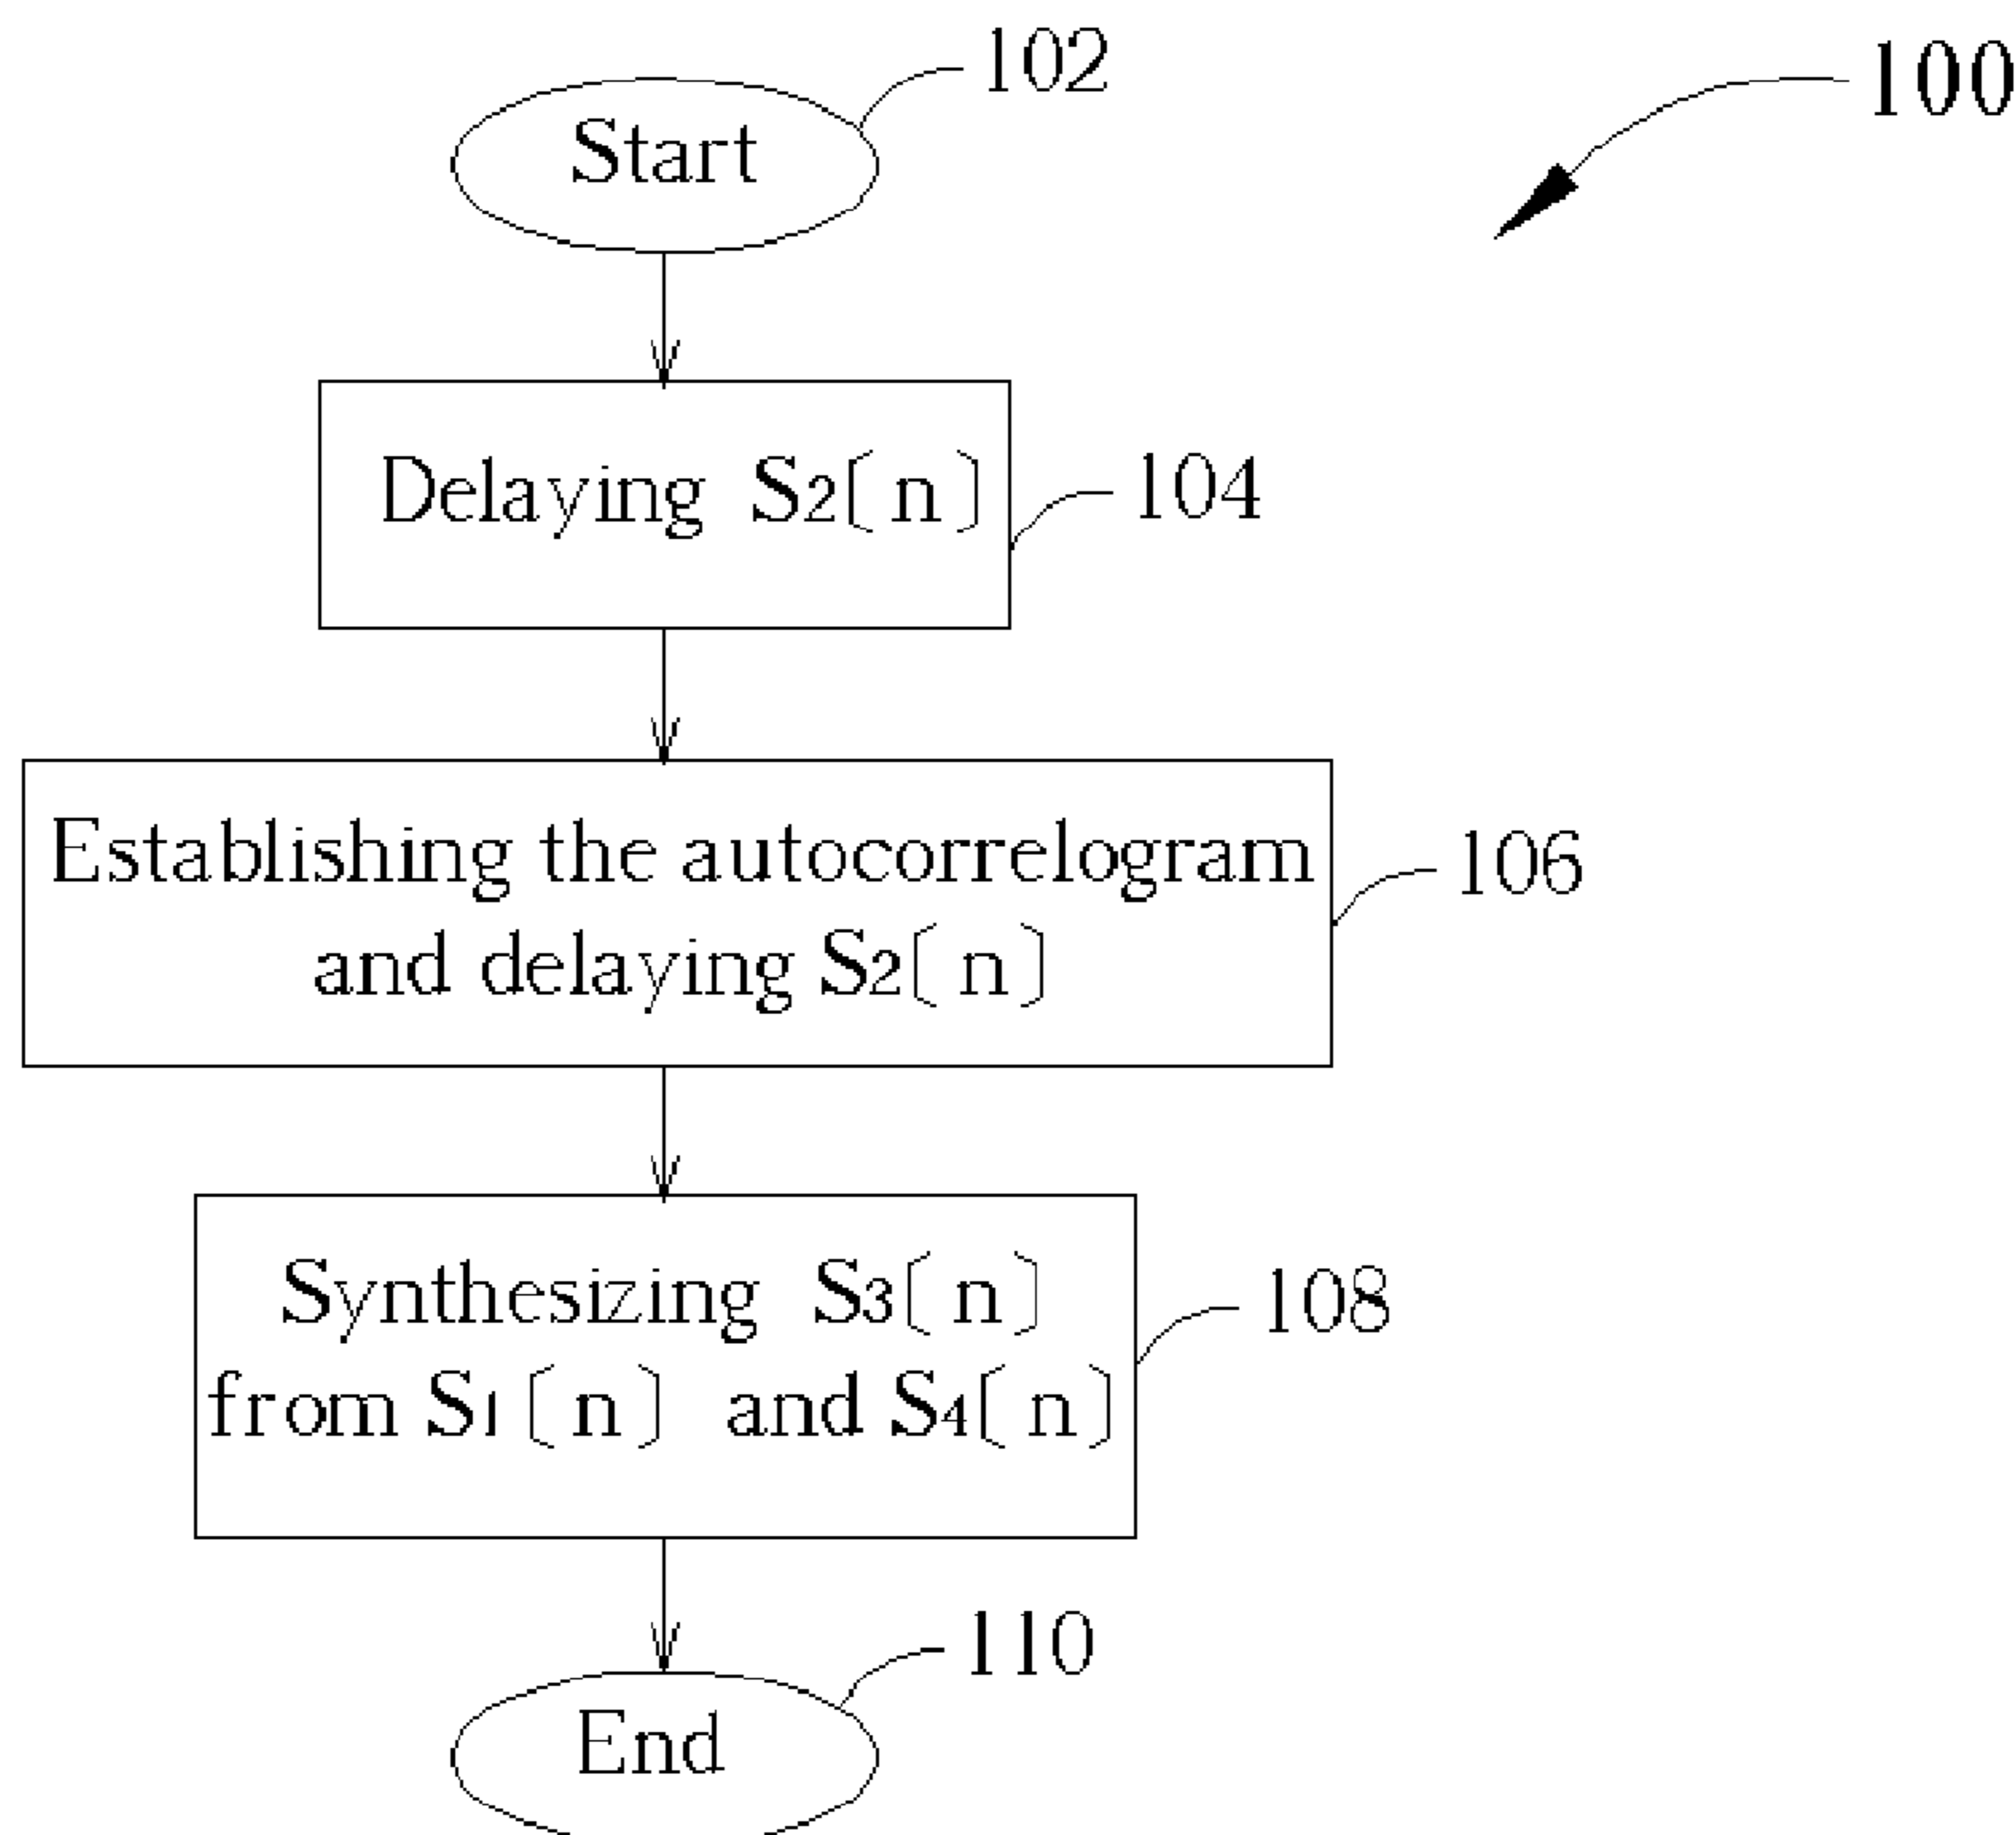 102
100
Start
Delaying S2(n)
104
Establishing the autocorrelogram
and delaying S2(n)
106
Synthesizing S3(n)
from S1(n) and S4(n)
108
110
End